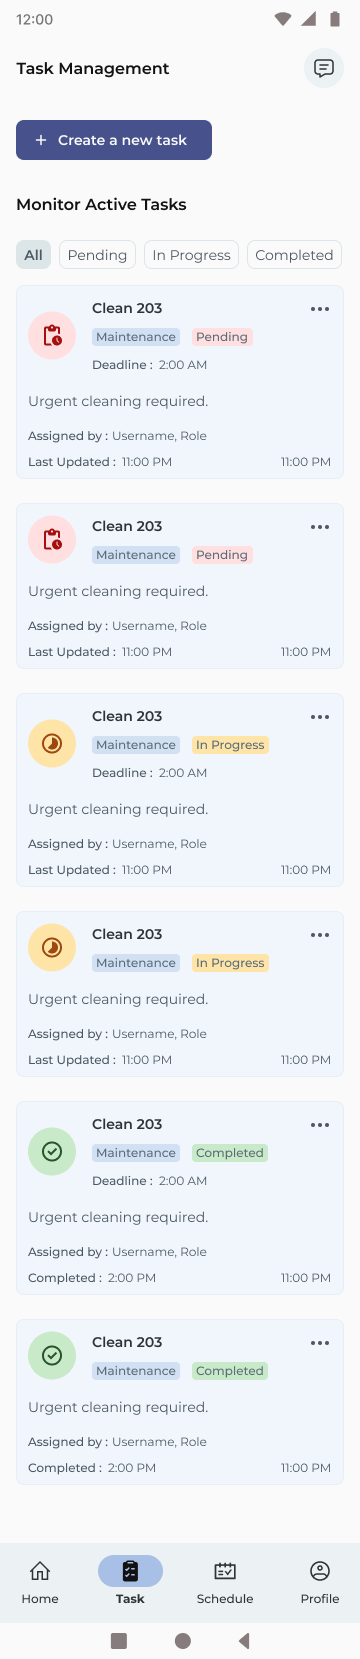 12:00
Task Management
+ Create a new task
Monitor Active Tasks
All Pending In Progress Completed
Clean 203
Maintenance Pending
Deadline : 2:00 AM
Urgent cleaning required.
Assigned by : Username, Role
Last Updated : 11:00 PM 11:00 PM
Clean 203
Maintenance Pending
Urgent cleaning required.
Assigned by : Username, Role
Last Updated : 11:00 PM 11:00 PM
Clean 203
Maintenance In Progress
Deadline : 2:00 AM
Urgent cleaning required.
Assigned by : Username, Role
Last Updated : 11:00 PM 11:00 PM
Clean 203
Maintenance In Progress
Urgent cleaning required.
Assigned by : Username, Role
Last Updated : 11:00 PM 11:00 PM
Clean 203
Maintenance Completed
Deadline : 2:00 AM
Urgent cleaning required.
Assigned by : Username, Role
Completed : 2:00 PM 11:00 PM
Clean 203
Maintenance Completed
Urgent cleaning required.
Assigned by : Username, Role
Completed : 2:00 PM 11:00 PM
Home Task Schedule Profile